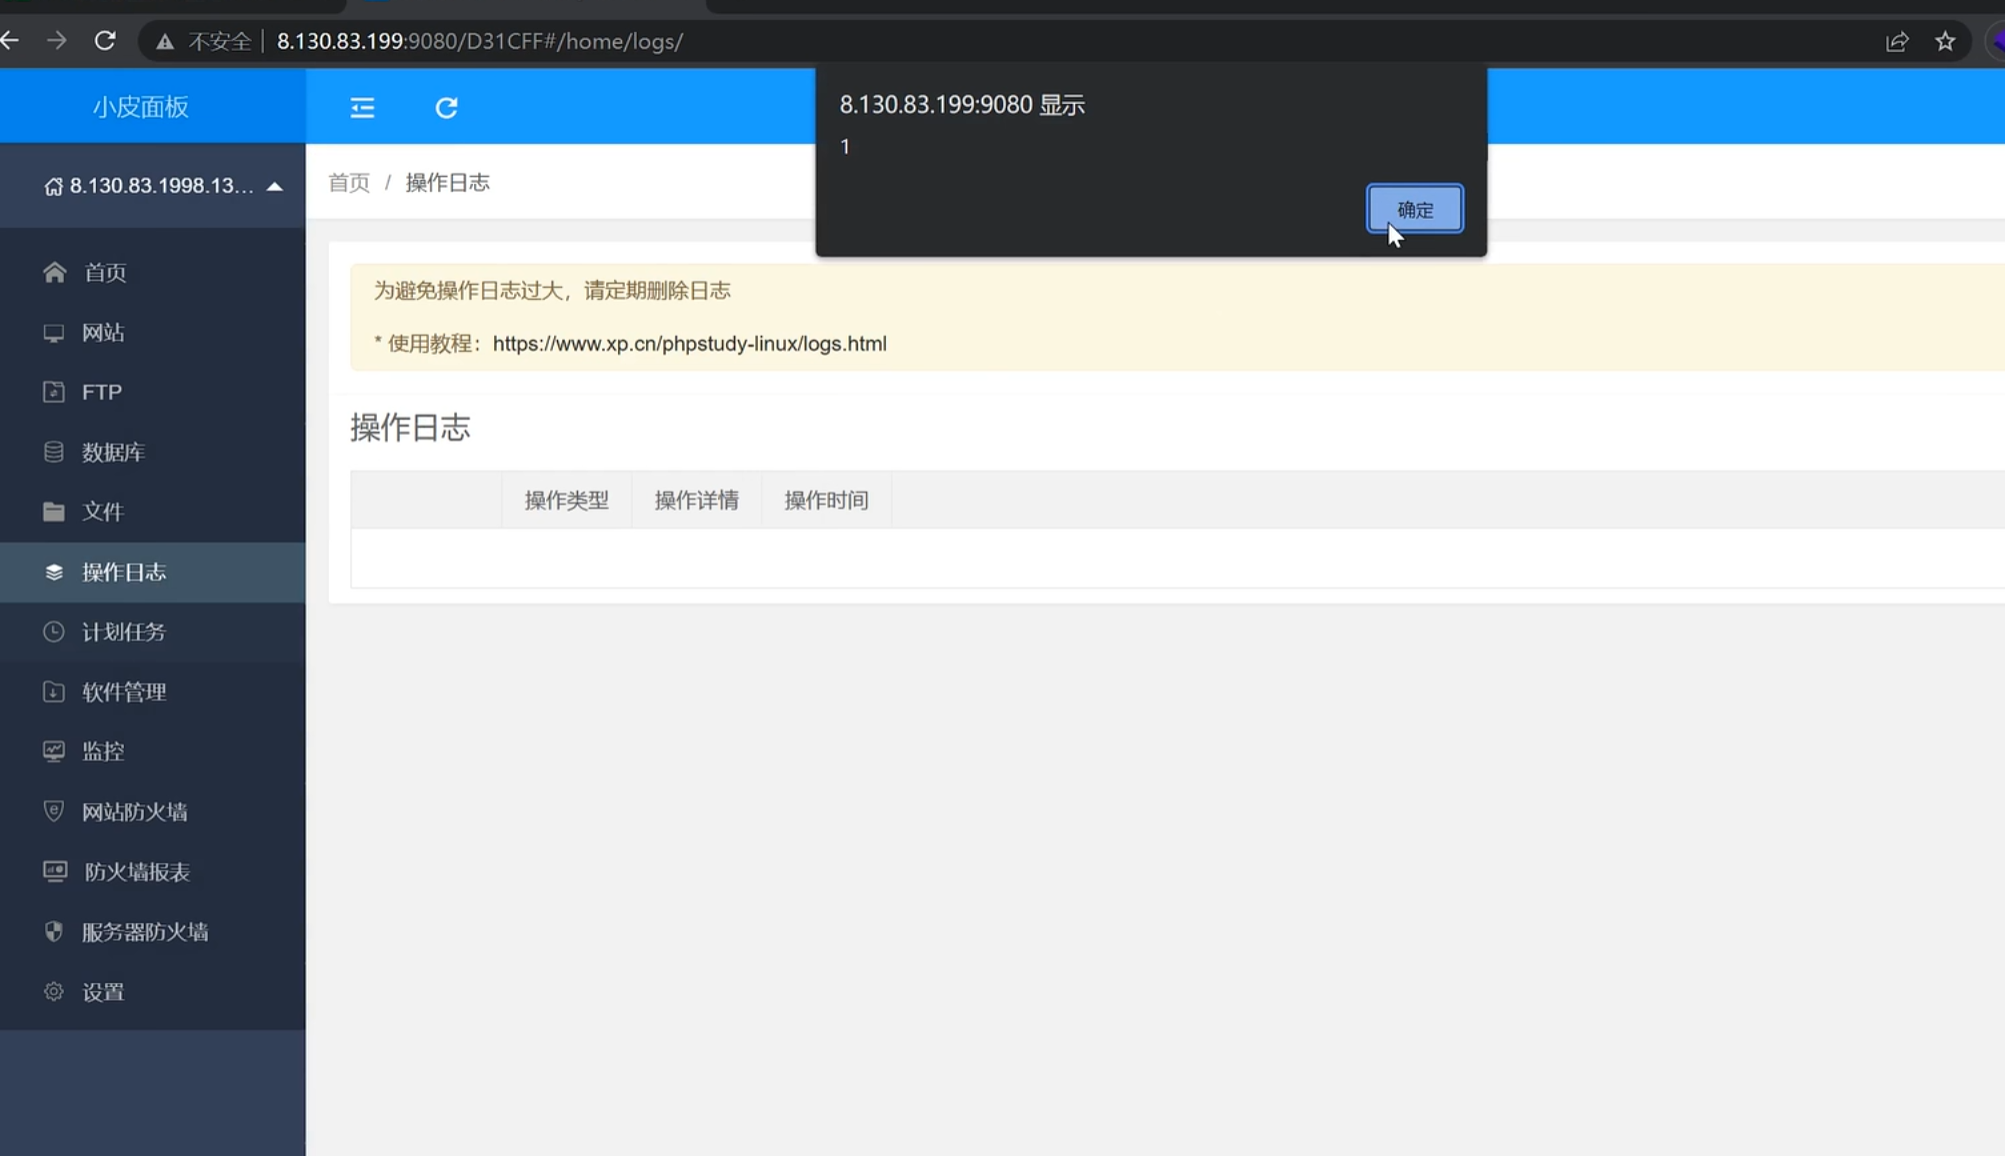 不安全 | 8.130.83.199:9080/D31CFF#/home/logs/
小皮面板
8.130.83.199:9080 显示
1
确定
8.130.83.1998.13...
首页 / 操作日志
首页
网站
FTP
数据库
文件
操作日志
计划任务
软件管理
监控
网站防火墙
防火墙报表
服务器防火墙
设置
为避免操作日志过大，请定期删除日志
* 使用教程：https://www.xp.cn/phpstudy-linux/logs.html
操作日志
操作类型 操作详情 操作时间